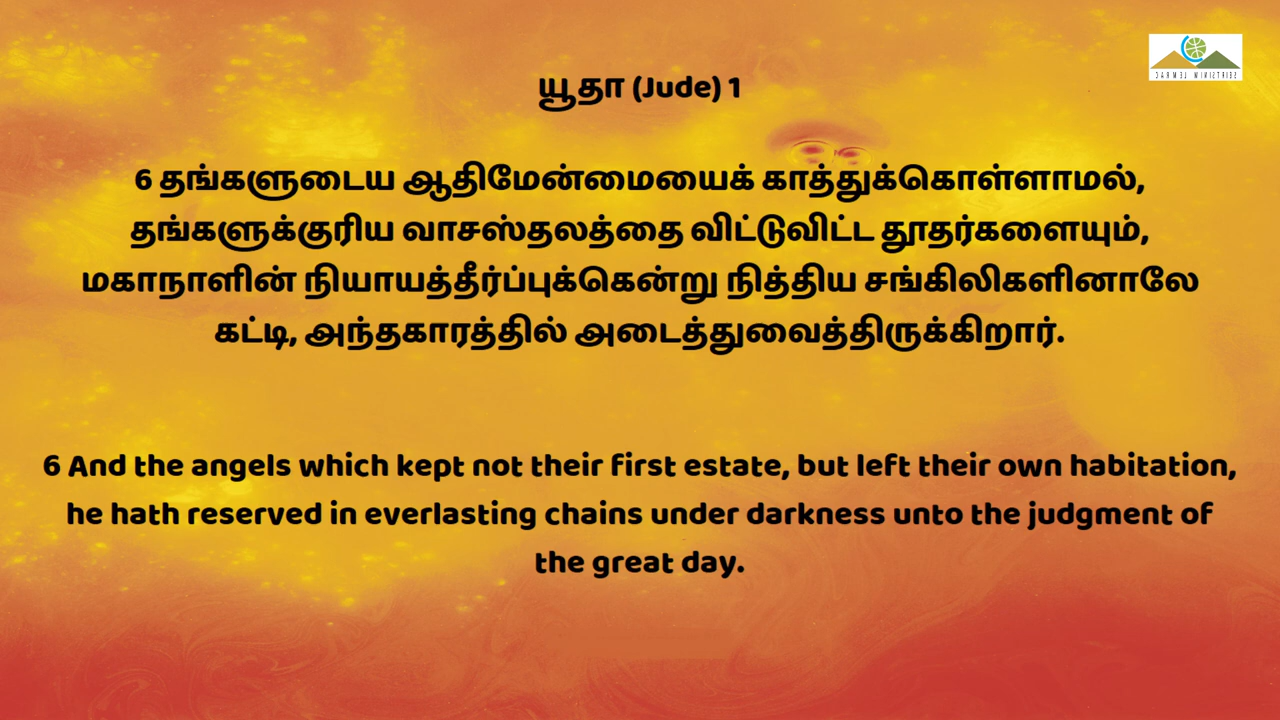 யூதா (Jude) 1
6 தங்களுடைய ஆதிமேன்மையைக் காத்துக்கொள்ளாமல்,
தங்களுக்குரிய வாசஸ்தலத்தை விட்டுவிட்ட தூதர்களையும்,
மகாநாளின் நியாயத்தீர்ப்புக்கென்று நித்திய சங்கிலிகளினாலே
கட்டி, அந்தகாரத்தில் அடைத்துவைத்திருக்கிறார்.
6 And the angels which kept not their first estate, but left their own habitation,
he hath reserved in everlasting chains under darkness unto the judgment of
the great day.